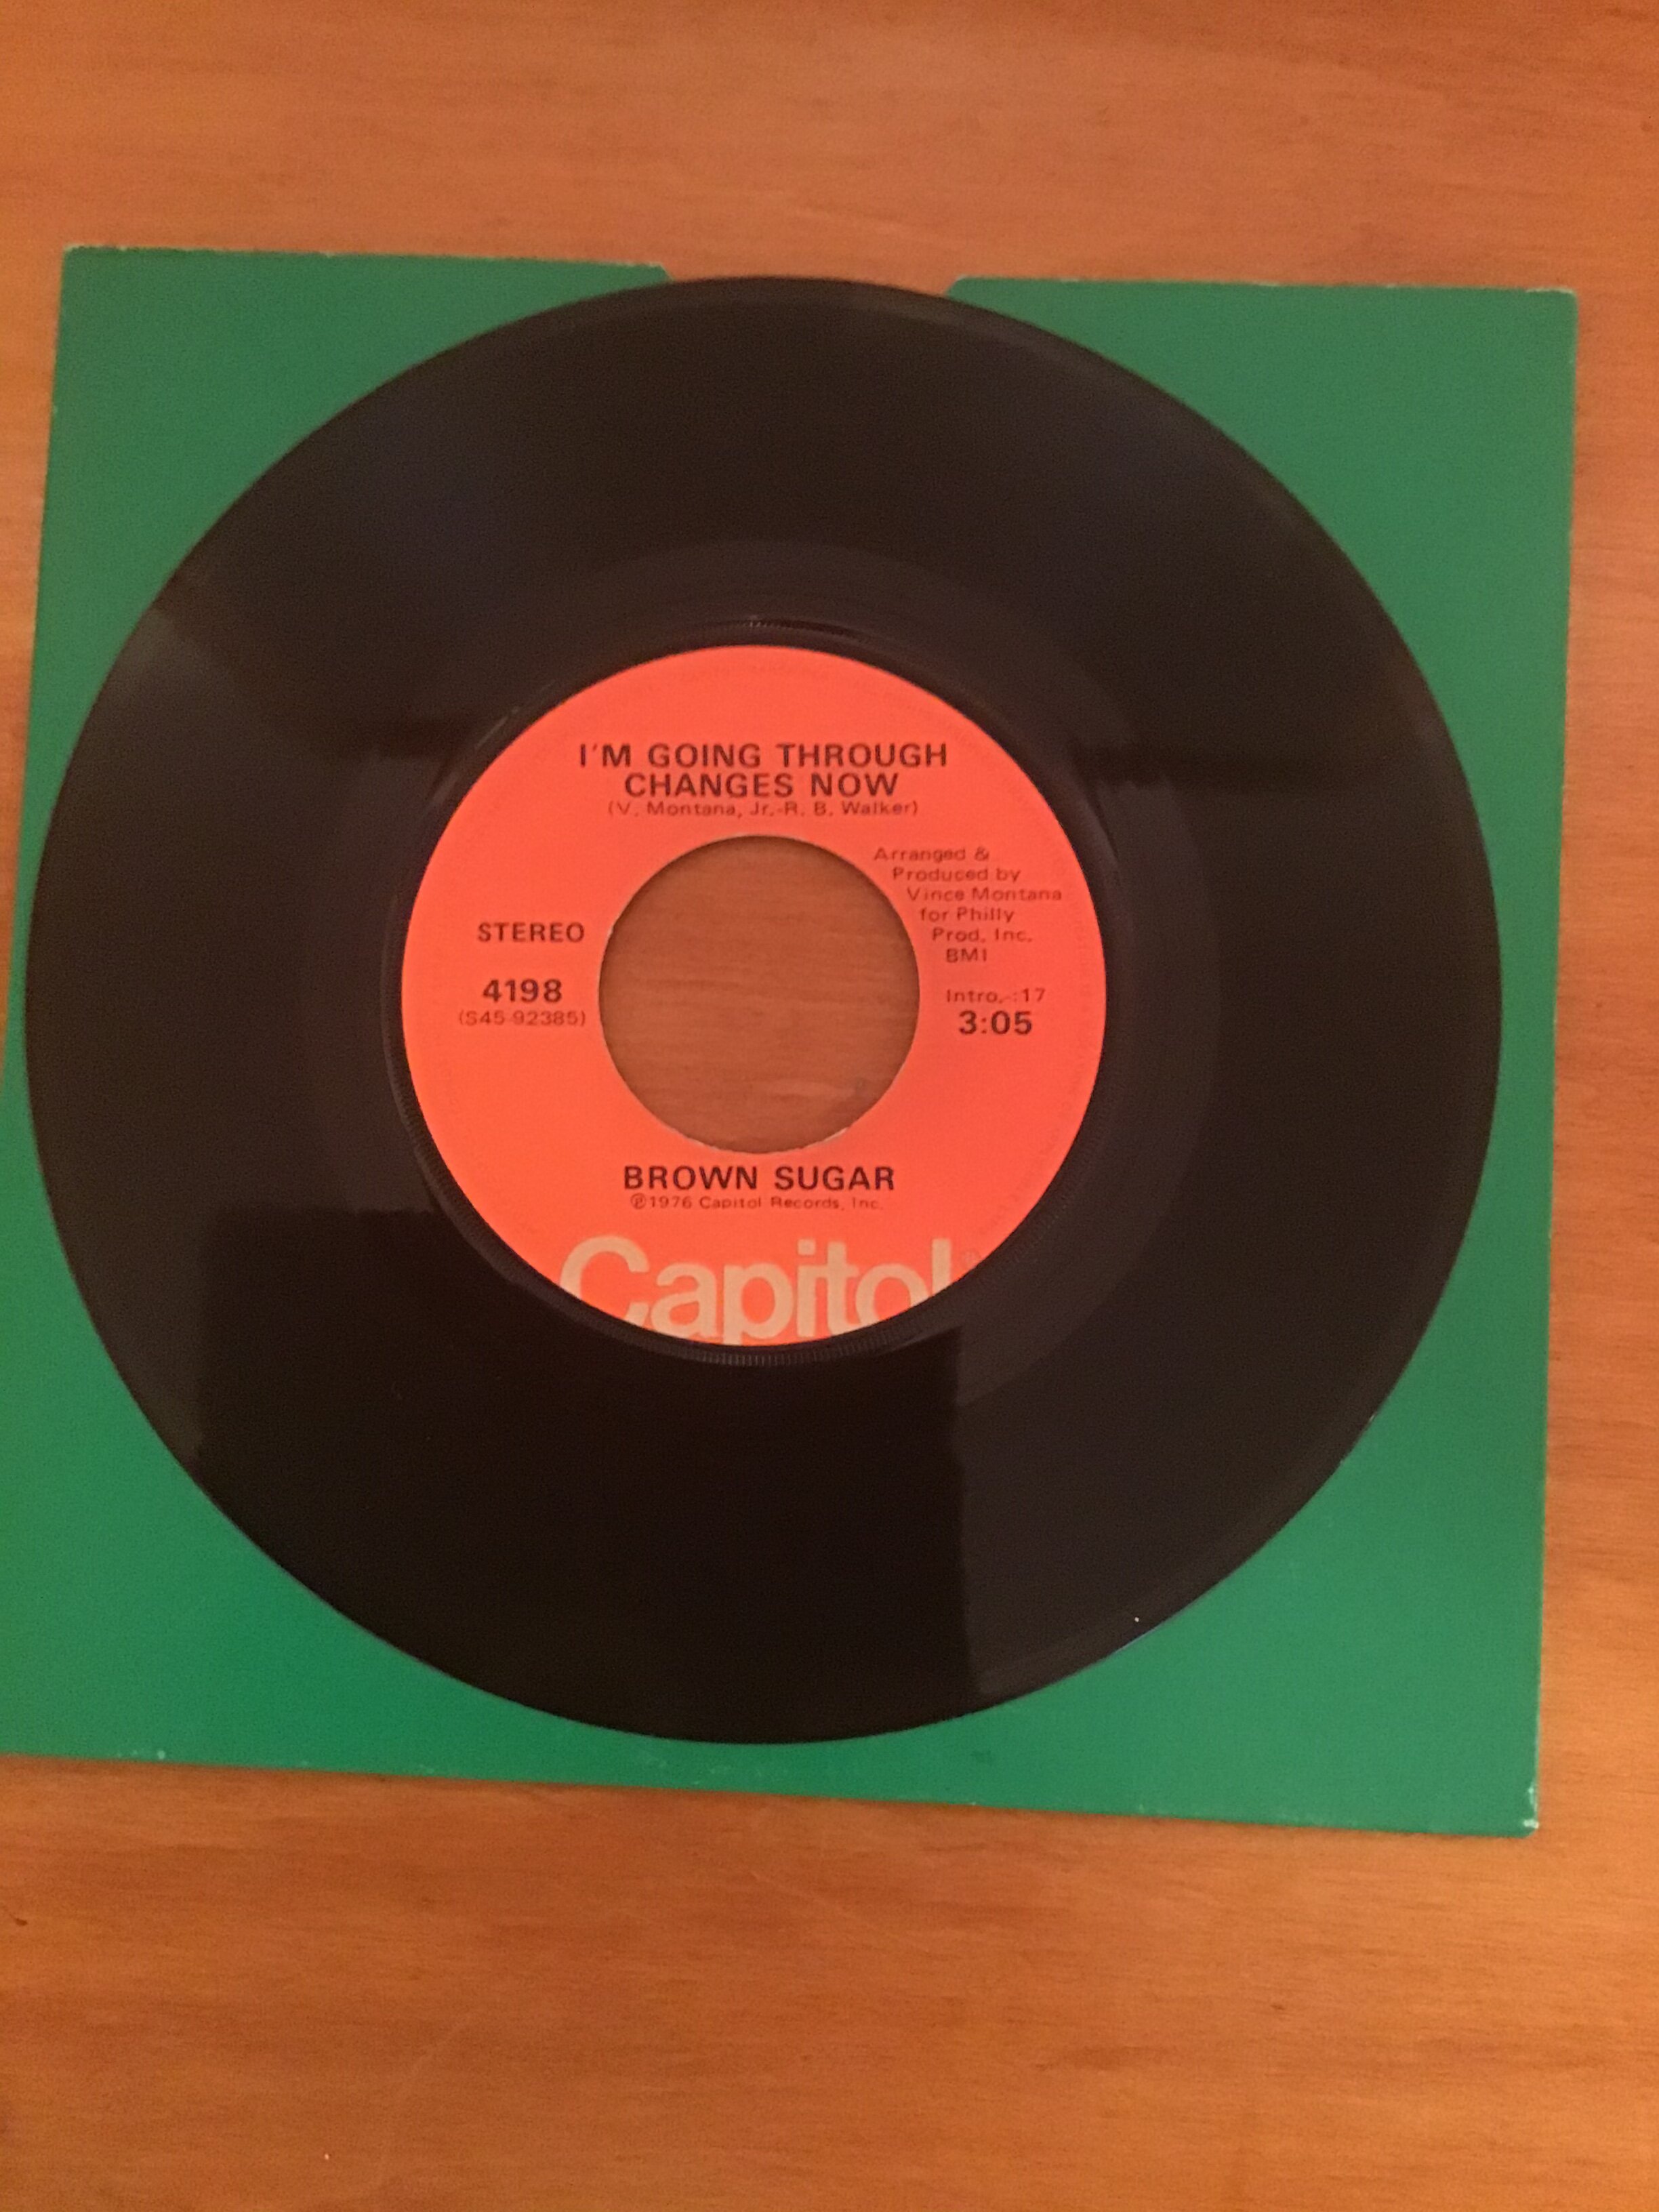 I'M GOING THROUGH
CHANGES NOW
(V. Montana, Jr.-R. B. Walker)
Arranged &
Produced by
Vince Montana
for Philly
Prod, Inc.
BMI
STEREO
4198
(S45-92385)
Intro.-:17
3:05
BROWN SUGAR
℗1976 Capitol Records, Inc.
Capitol